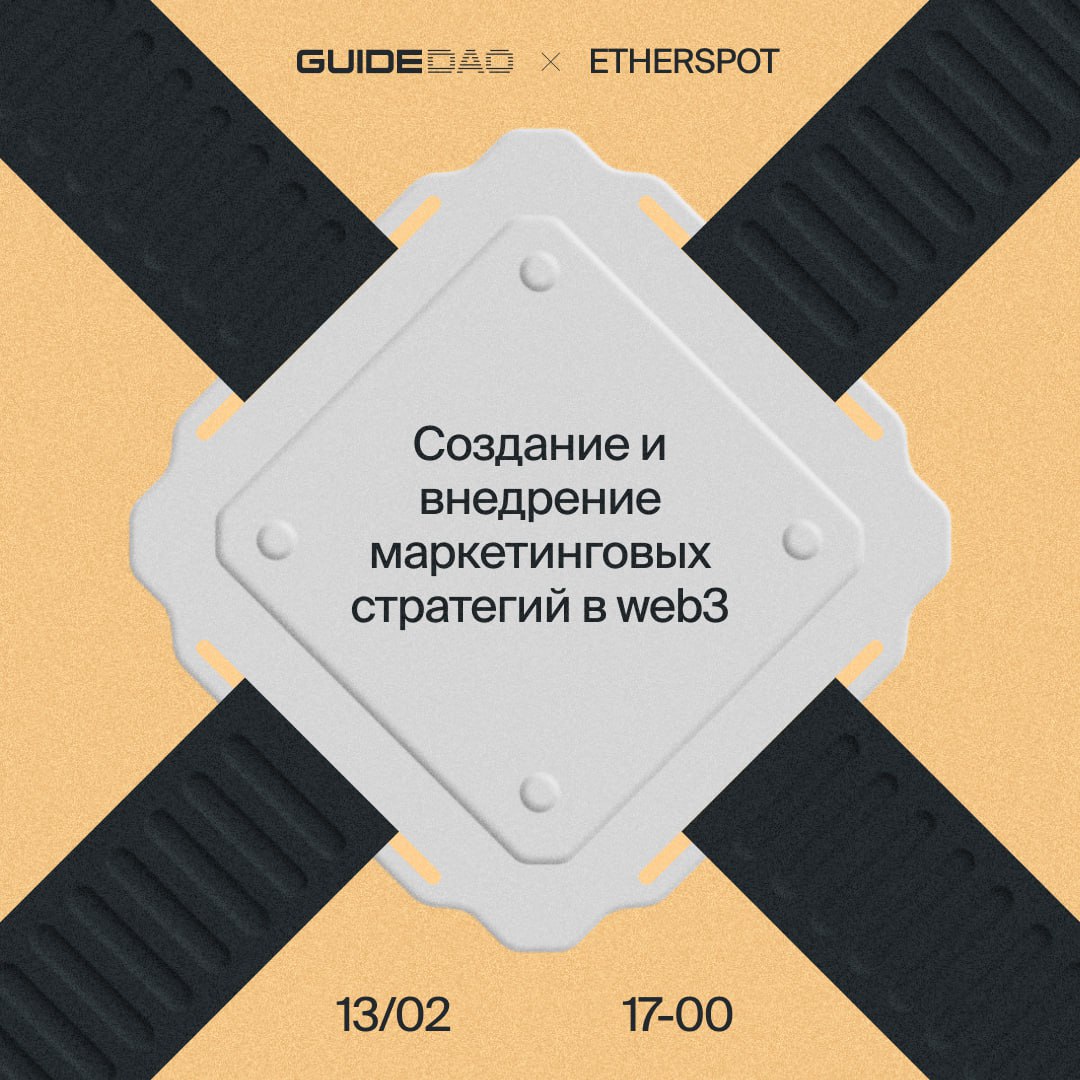 GUIDEDAO × ETHERSPOT
Создание и
внедрение
маркетинговых
стратегий в web3
13/02 17-00